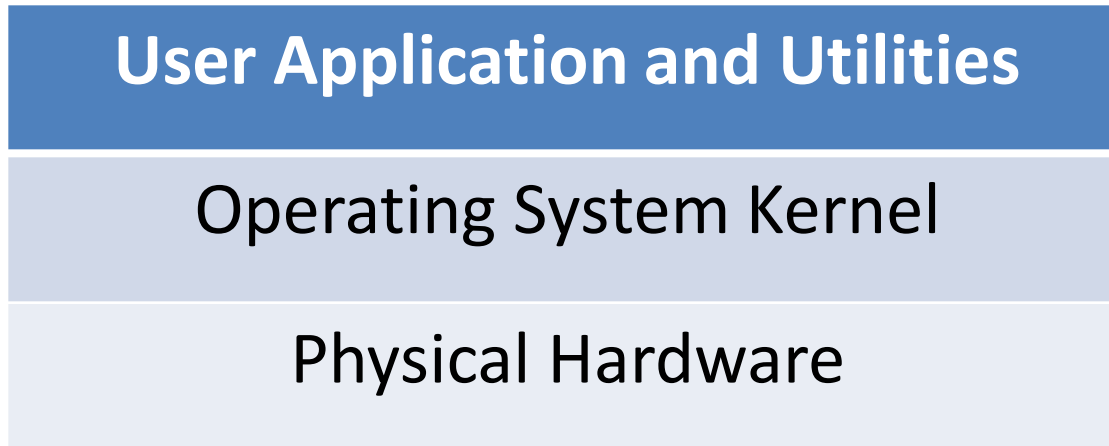 User Application and Utilities
Operating System Kernel
Physical Hardware